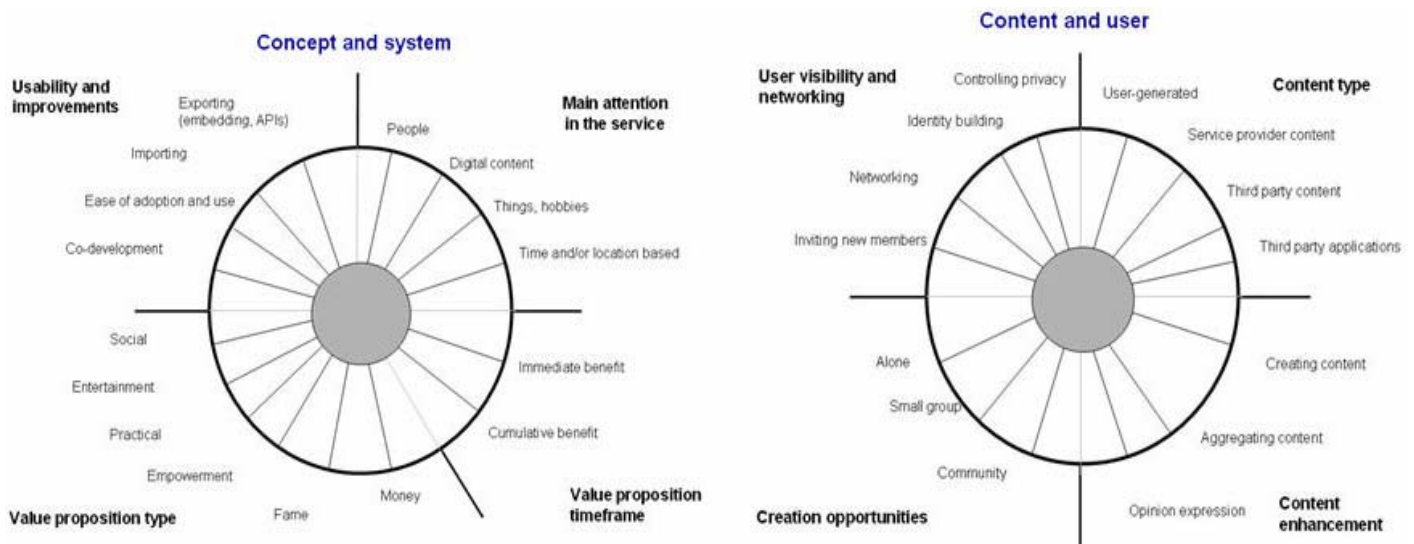 Concept and system
Usability and
improvements
Main attention
in the service
Exporting
(embedding, APIs)
Importing
Ease of adoption and use
Co-development
People
Digital content
Things, hobbies
Time and/or location based
Social
Entertainment
Practical
Empowerment
Fame
Money
Immediate benefit
Cumulative benefit
Value proposition type
Value proposition
timeframe
Content and user
User visibility and
networking
Content type
Controlling privacy
Identity building
Networking
Inviting new members
User-generated
Service provider content
Third party content
Third party applications
Alone
Small group
Community
Creating content
Aggregating content
Opinion expression
Creation opportunities
Content
enhancement